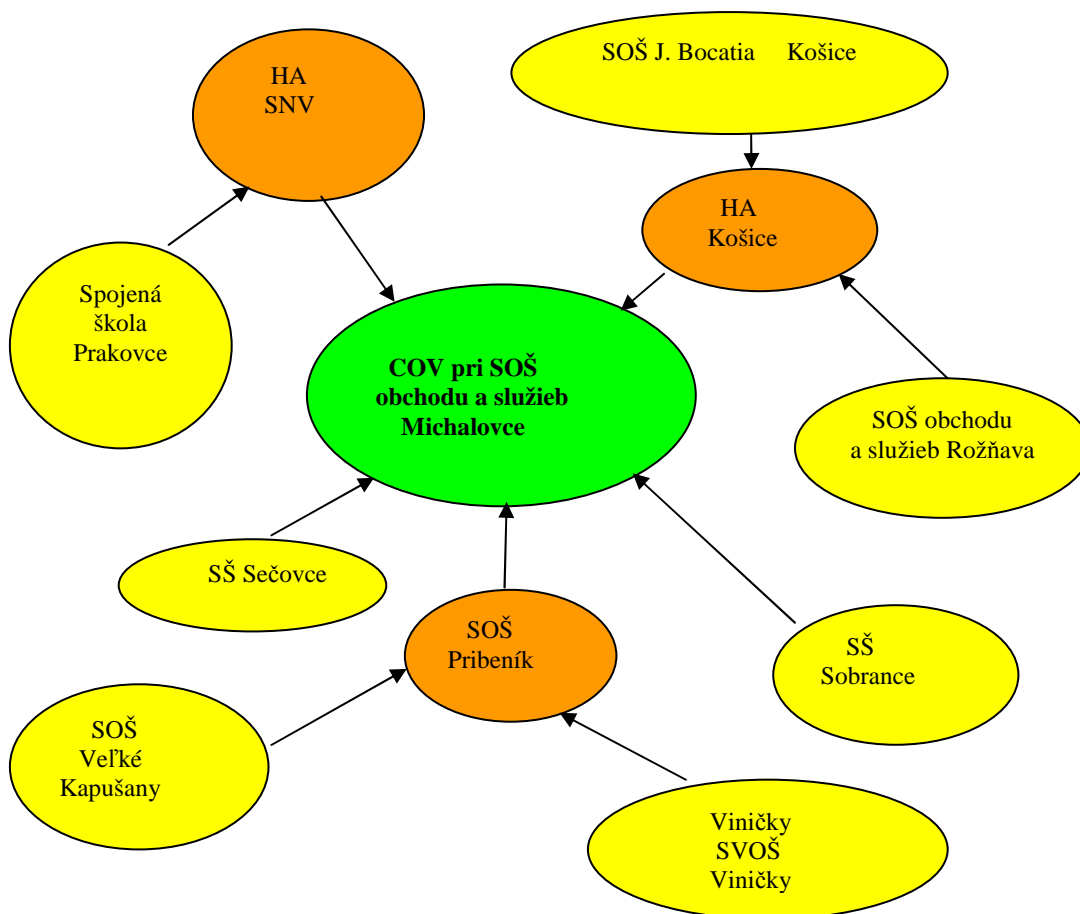 HA
SNV
SOŠ J. Bocatia Košice
HA
Košice
Spojená
škola
Prakovce
COV pri SOŠ
obchodu a služieb
Michalovce
SOŠ obchodu
a služieb Rožňava
SŠ Sečovce
SOŠ
Pribeník
SŠ
Sobrance
SOŠ
Veľké
Kapušany
Viničky
SVOŠ
Viničky